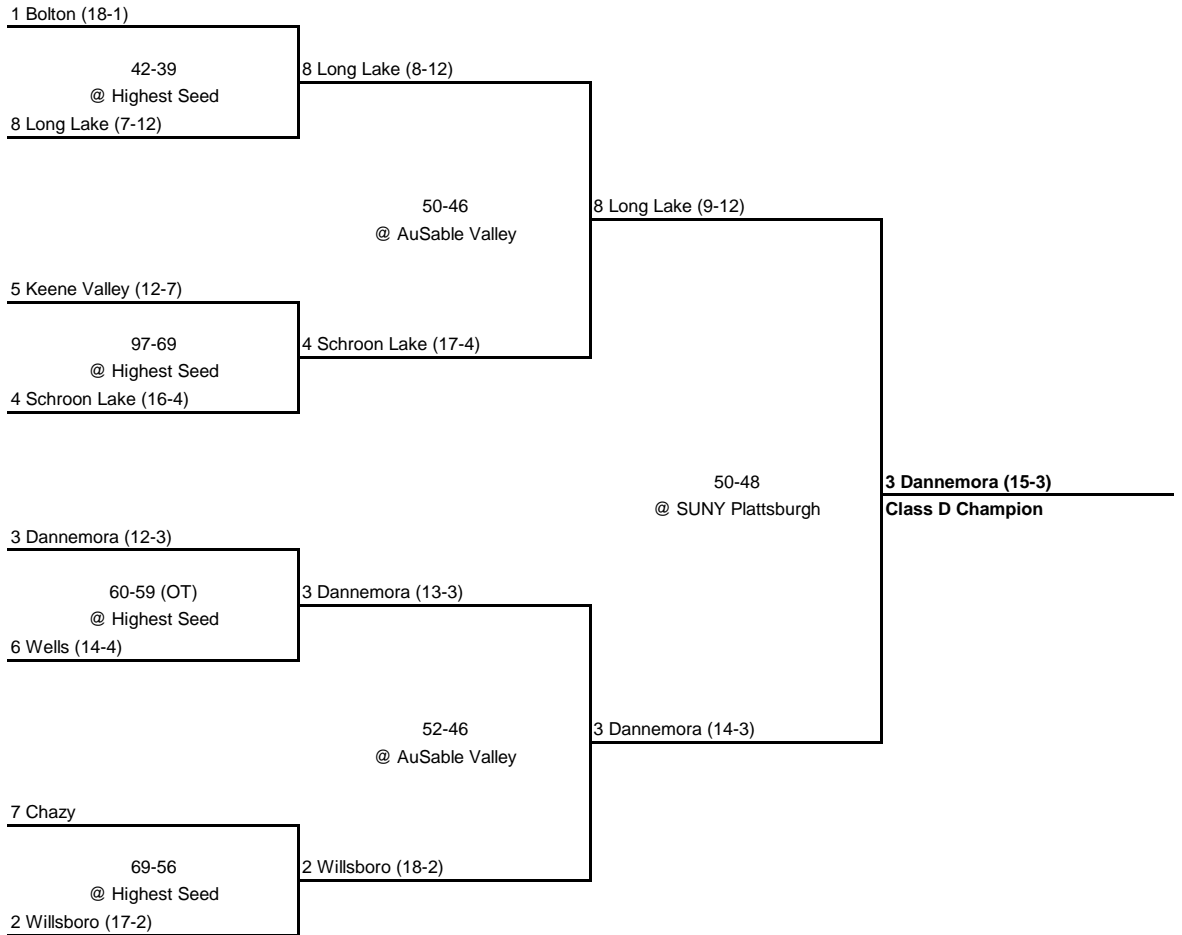 1 Bolton (18-1)
42-39
@ Highest Seed
8 Long Lake (8-12)
8 Long Lake (7-12)
50-46
@ AuSable Valley
8 Long Lake (9-12)
5 Keene Valley (12-7)
97-69
@ Highest Seed
4 Schroon Lake (17-4)
4 Schroon Lake (16-4)
50-48
@ SUNY Plattsburgh
3 Dannemora (15-3)
Class D Champion
3 Dannemora (12-3)
60-59 (OT)
@ Highest Seed
3 Dannemora (13-3)
6 Wells (14-4)
52-46
@ AuSable Valley
3 Dannemora (14-3)
7 Chazy
69-56
@ Highest Seed
2 Willsboro (18-2)
2 Willsboro (17-2)